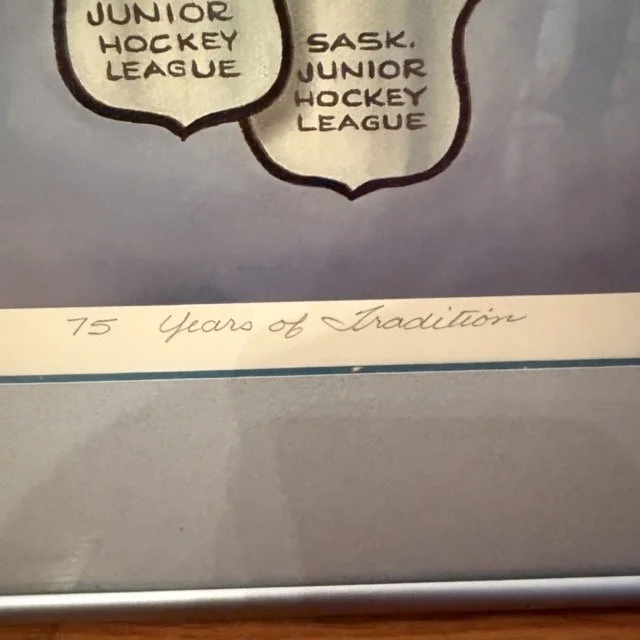 JUNIOR
HOCKEY
LEAGUE
SASK.
JUNIOR
HOCKEY
LEAGUE
75 Years of Tradition